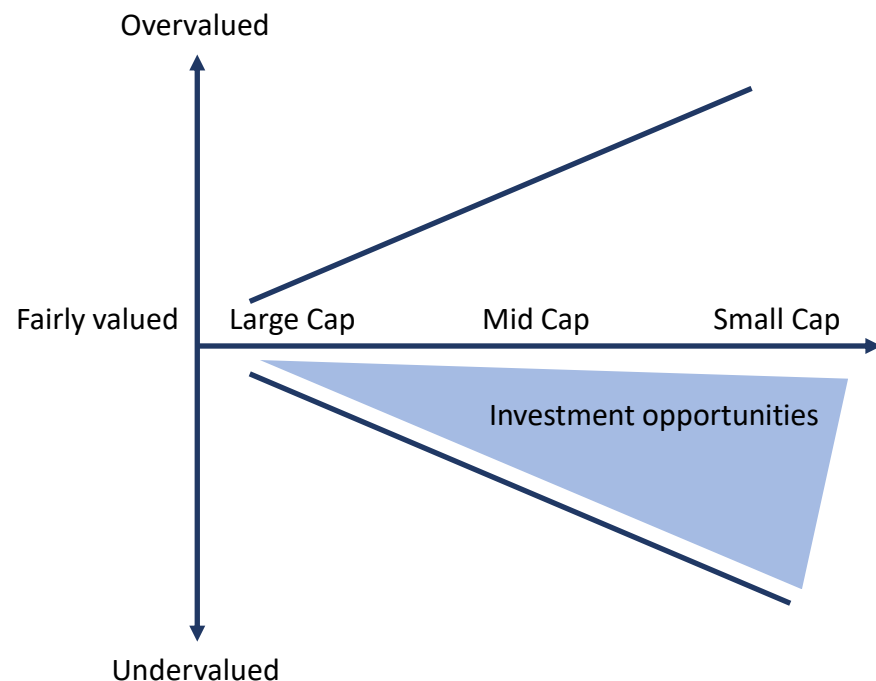 Overvalued
Fairly valued
Large Cap
Mid Cap
Small Cap
Investment opportunities
Undervalued